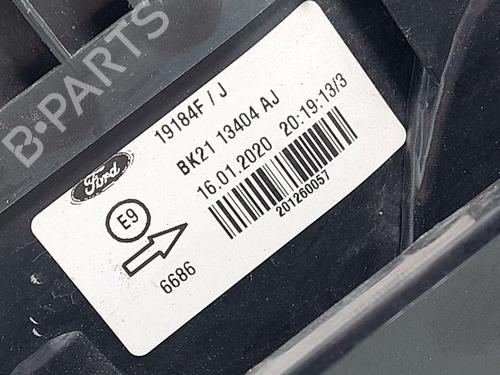 B-PARTS
Ford
19184F / J
BK21 13404 AJ
16.01.2020 20:19:13/3
201260057
E9
6686